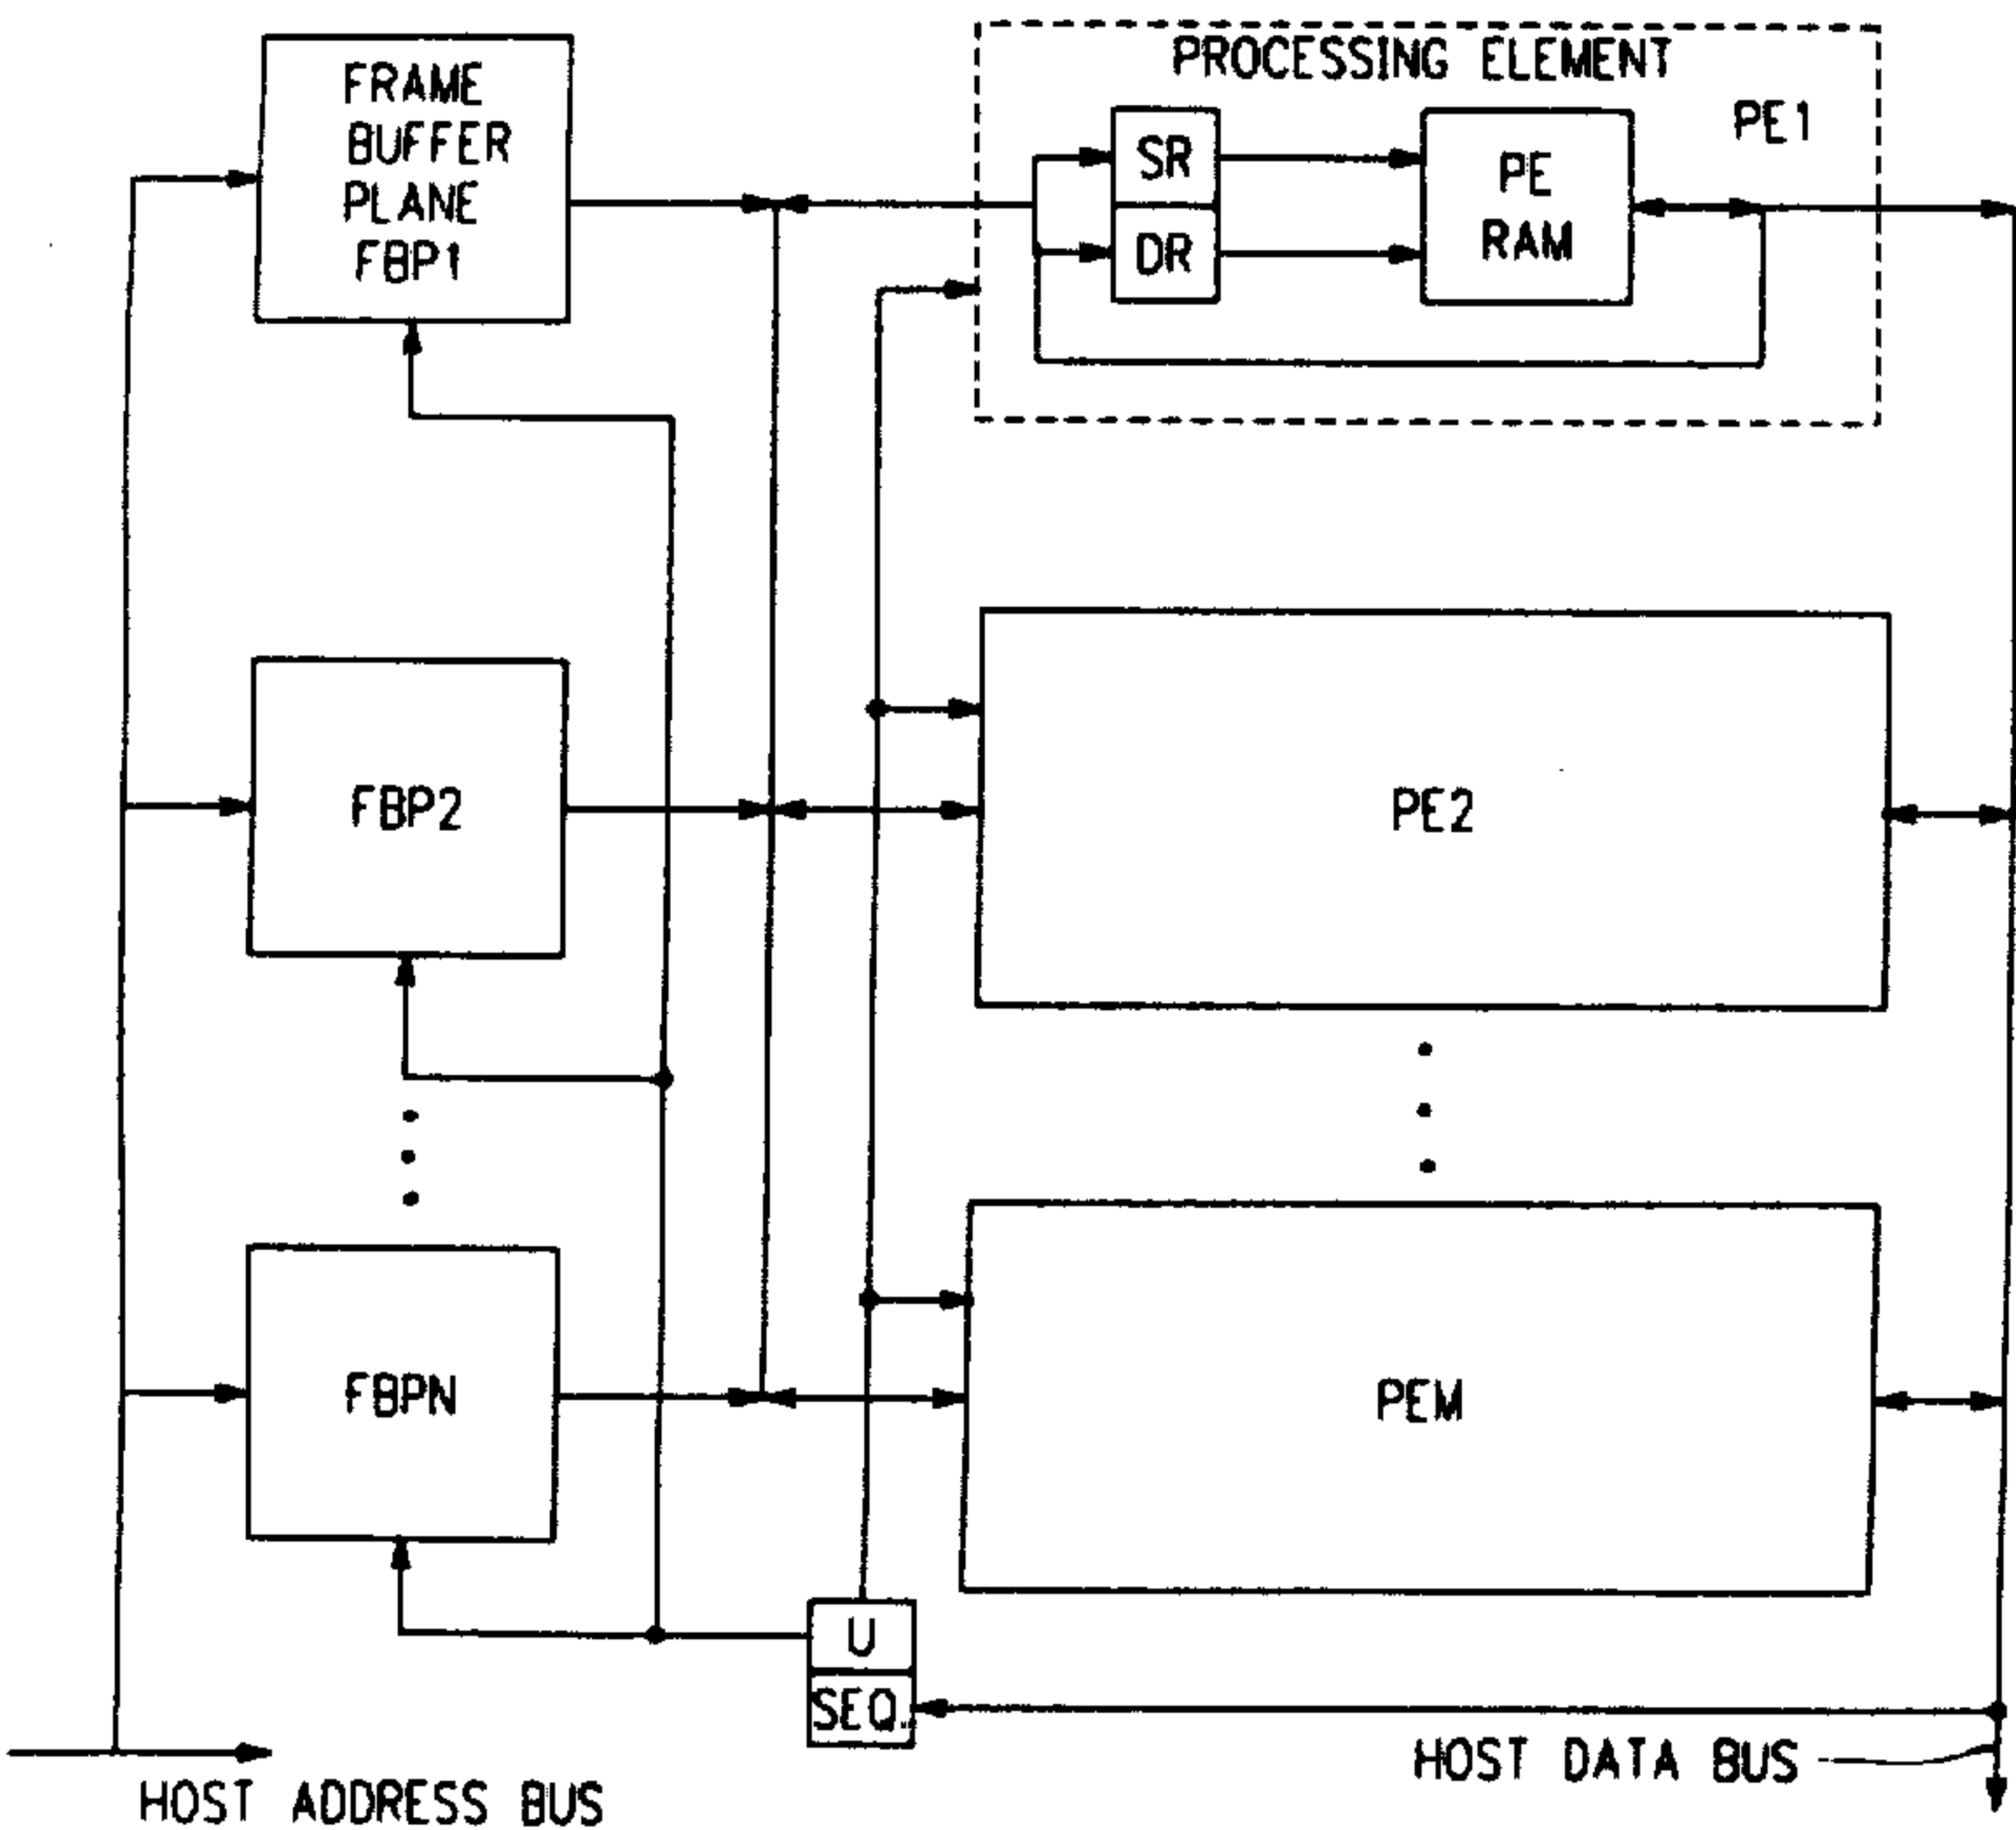 FRAME
BUFFER
PLANE
FBP1
PROCESSING ELEMENT
PE1
SR
DR
PE
RAM
FBP2
PE2
FBPN
PEM
U
SEQ.
HOST ADDRESS BUS
HOST DATA BUS